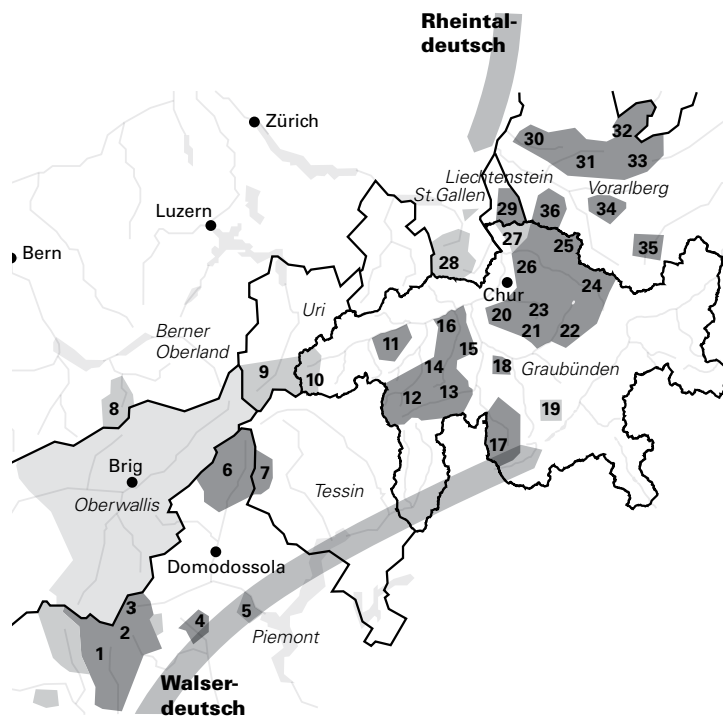 Rheintal-
deutsch
Zürich
32
30
31
33
Liechtenstein
Vorarlberg
St.Gallen
Luzern
29
36
34
27
25
35
Bern
28
26
24
Chur
Uri
20
23
16
21
22
Berner
Oberland
11
15
9
14
18
Graubünden
10
12
13
8
19
17
Brig
6
7
Oberwallis
Tessin
Domodossola
3
5
4
2
Piemont
1
Walser-
deutsch